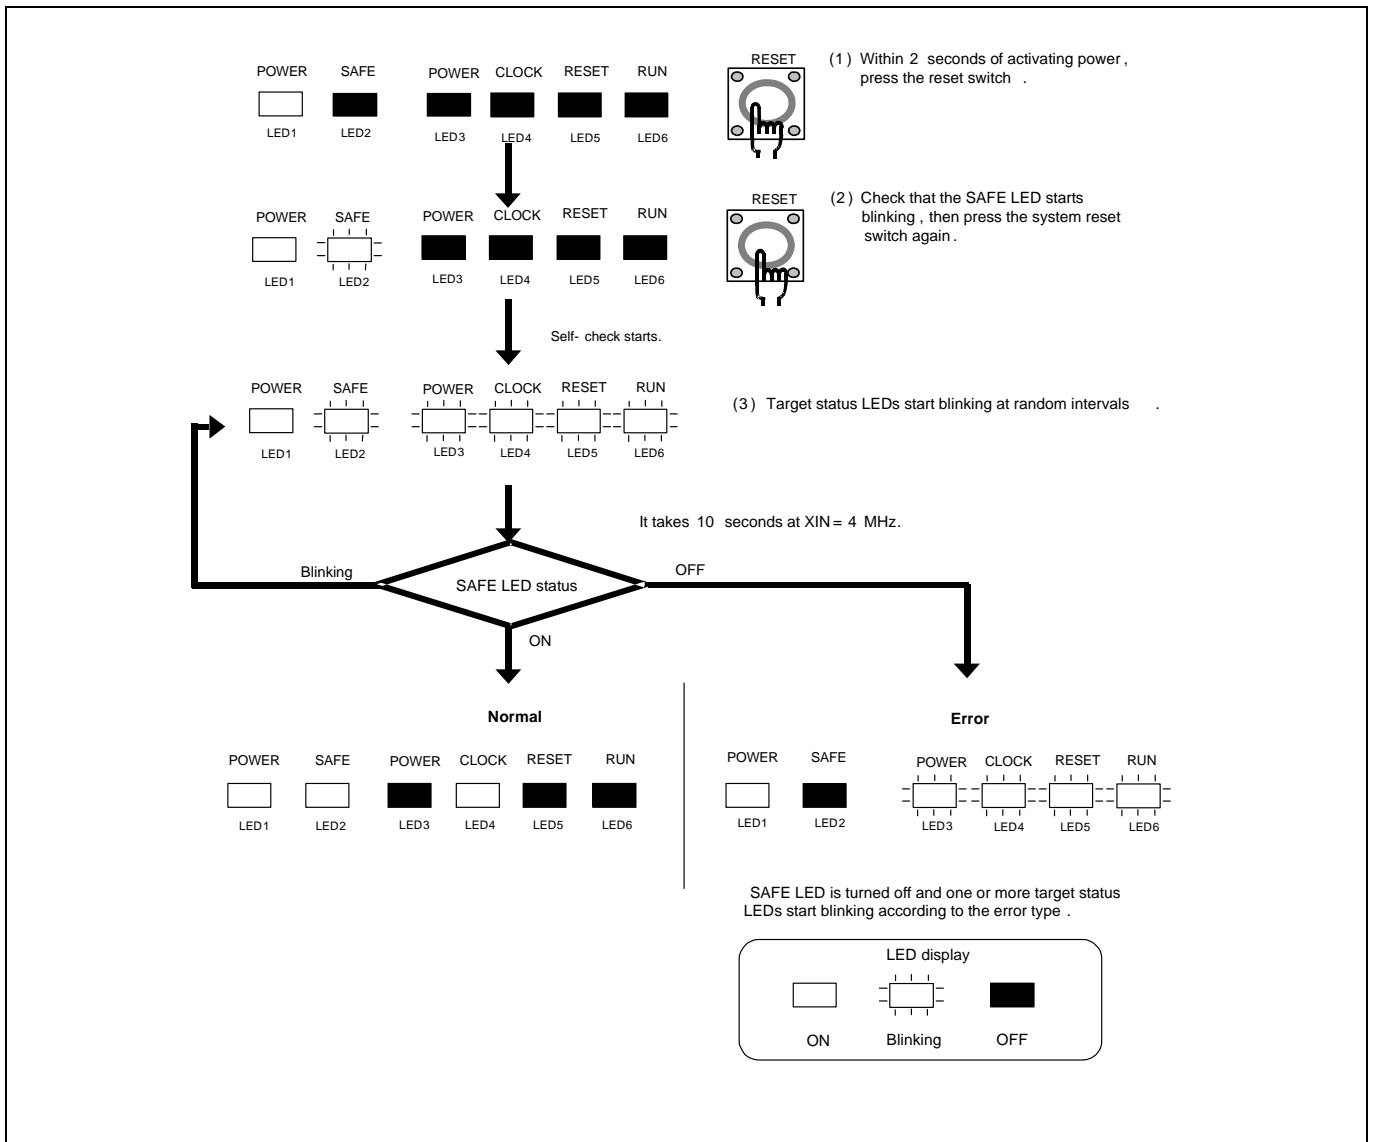 POWER SAFE POWER CLOCK RESET RUN
LED1 LED2 LED3 LED4 LED5 LED6
RESET
(1) Within 2 seconds of activating power,
press the reset switch .
POWER SAFE POWER CLOCK RESET RUN
LED1 LED2 LED3 LED4 LED5 LED6
RESET
(2) Check that the SAFE LED starts
blinking , then press the system reset
switch again .
Self- check starts.
POWER SAFE POWER CLOCK RESET RUN
LED1 LED2 LED3 LED4 LED5 LED6
(3) Target status LEDs start blinking at random intervals .
It takes 10 seconds at XIN = 4 MHz.
Blinking
SAFE LED status
OFF
ON
Normal
POWER SAFE POWER CLOCK RESET RUN
LED1 LED2 LED3 LED4 LED5 LED6
Error
POWER SAFE POWER CLOCK RESET RUN
LED1 LED2 LED3 LED4 LED5 LED6
SAFE LED is turned off and one or more target status
LEDs start blinking according to the error type .
LED display
ON Blinking OFF